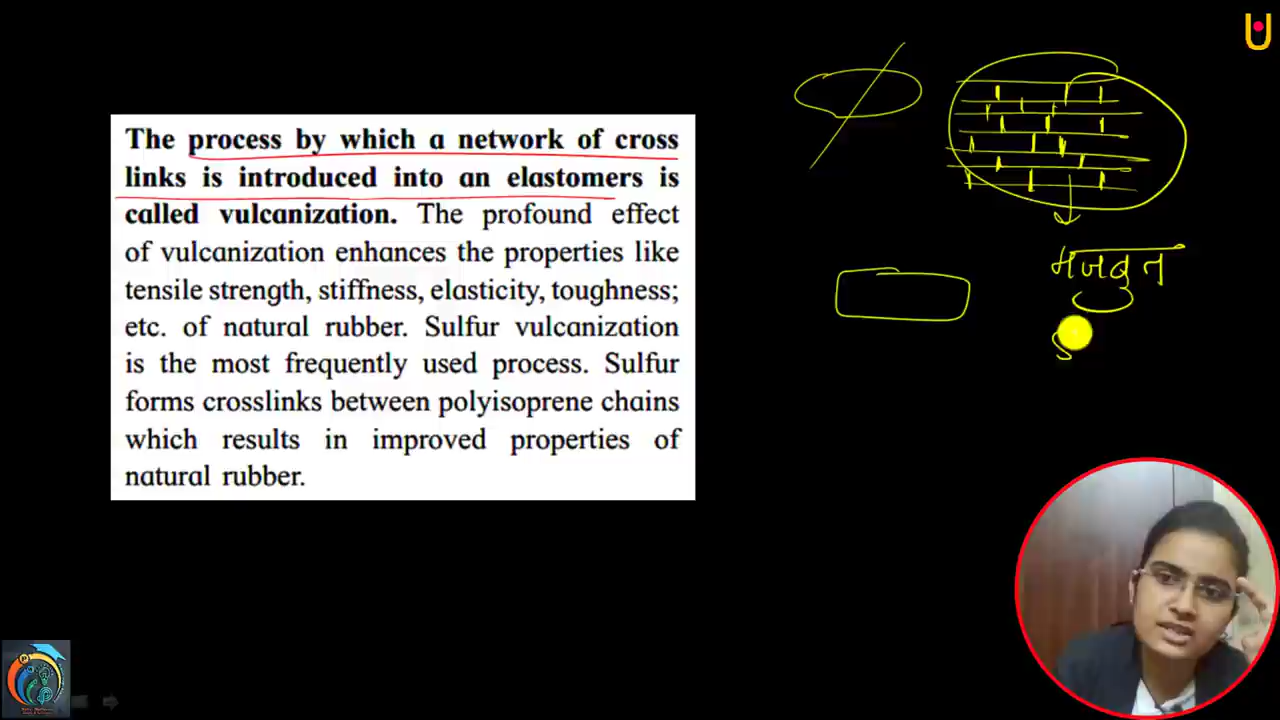 The process by which a network of cross
links is introduced into an elastomers is
called vulcanization. The profound effect
of vulcanization enhances the properties like
tensile strength, stiffness, elasticity, toughness;
etc. of natural rubber. Sulfur vulcanization
is the most frequently used process. Sulfur
forms crosslinks between polyisoprene chains
which results in improved properties of
natural rubber.
मजबुत
S
U